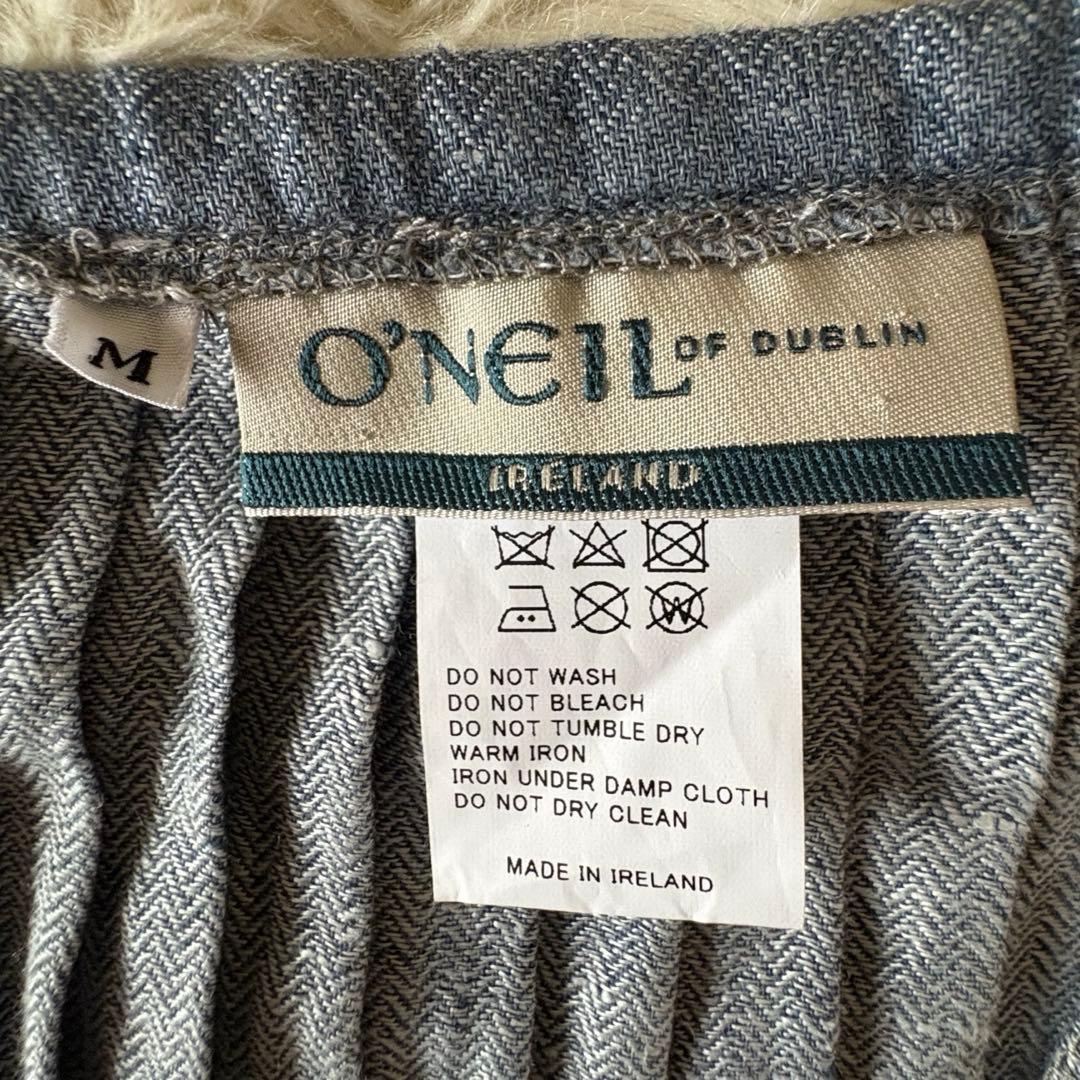 M
O'NEIL OF DUBLIN
IRELAND
W
DO NOT WASH
DO NOT BLEACH
DO NOT TUMBLE DRY
WARM IRON
IRON UNDER DAMP CLOTH
DO NOT DRY CLEAN
MADE IN IRELAND